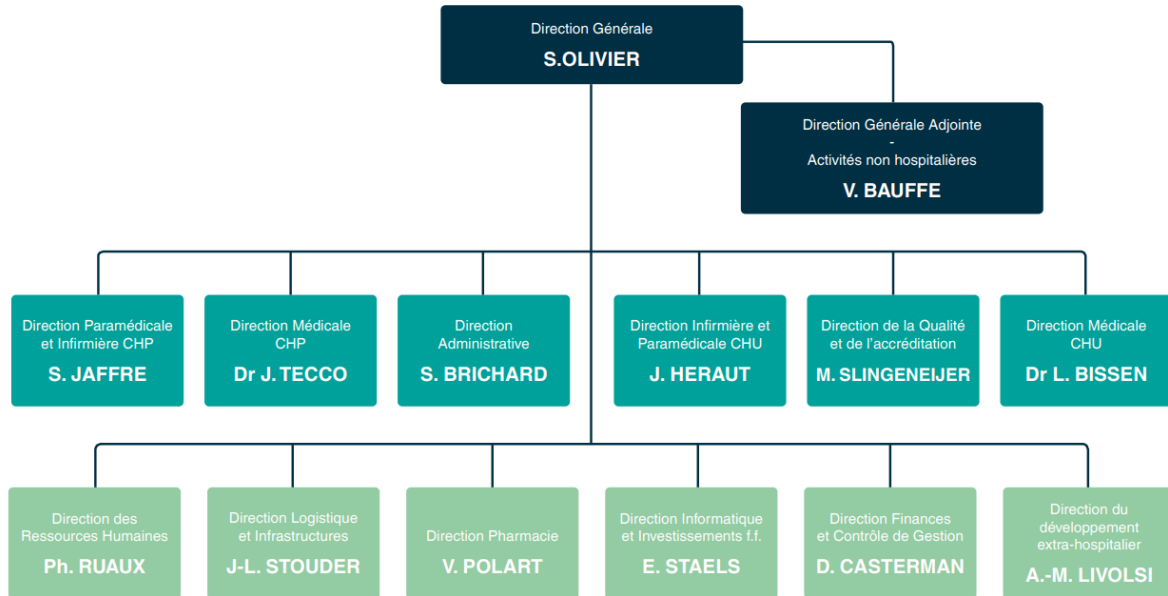 Direction Générale
S.OLIVIER
Direction Générale Adjointe
-
Activités non hospitalières
V. BAUFFE
Direction Paramédicale
et Infirmière CHP
S. JAFFRE
Direction Médicale
CHP
Dr J. TECCO
Direction
Administrative
S. BRICHARD
Direction Infirmière et
Paramédicale CHU
J. HERAUT
Direction de la Qualité
et de l'accréditation
M. SLINGENEIJER
Direction Médicale
CHU
Dr L. BISSEN
Direction des
Ressources Humaines
Ph. RUAUX
Direction Logistique
et Infrastructures
J-L. STOUDER
Direction Pharmacie
V. POLART
Direction Informatique
et Investissements f.f.
E. STAELS
Direction Finances
et Contrôle de Gestion
D. CASTERMAN
Direction du
développement
extra-hospitalier
A.-M. LIVOLSI